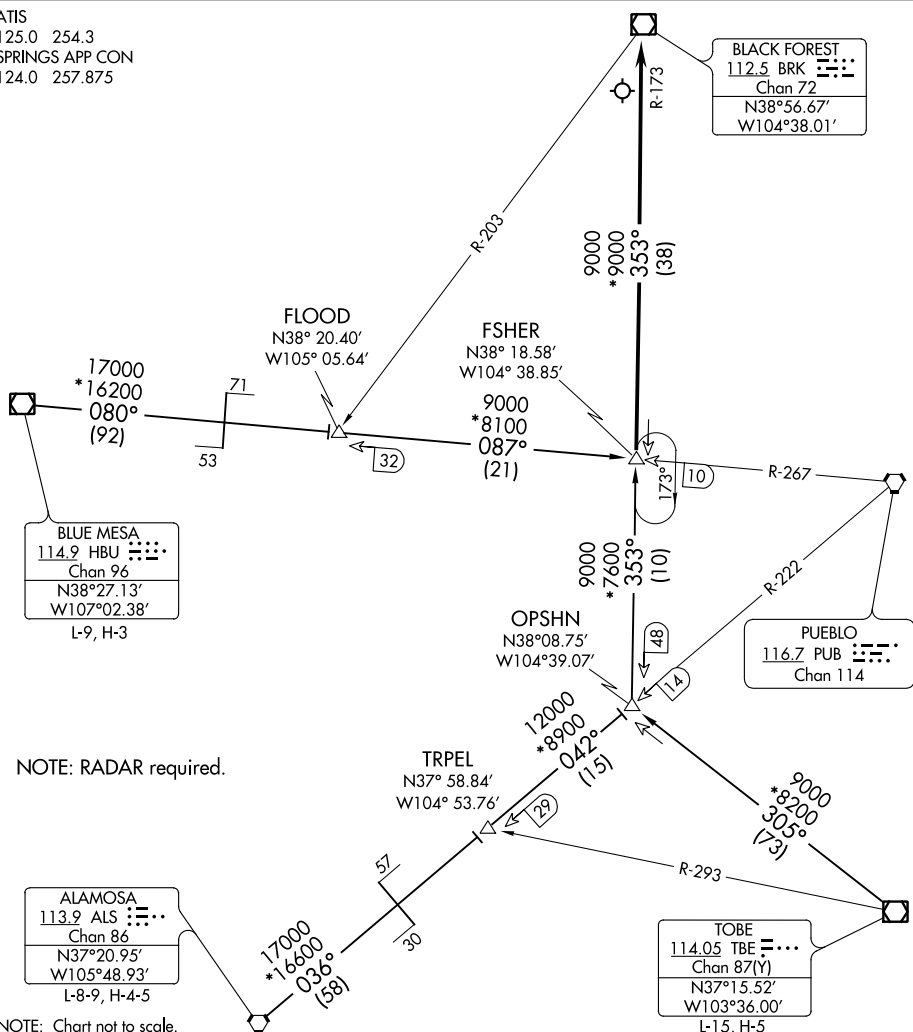 ATIS
125.0 254.3
SPRINGS APP CON
124.0 257.875
BLACK FOREST
112.5 BRK
Chan 72
N38°56.67'
W104°38.01'
R-173
R-203
9000
*9000
353°
(38)
FLOOD
N38° 20.40'
W105° 05.64'
FSHER
N38° 18.58'
W104° 38.85'
17000
*16200
080°
(92)
71
53
32
9000
*8100
087°
(21)
173°
10
R-267
BLUE MESA
114.9 HBU
Chan 96
N38°27.13'
W107°02.38'
L-9, H-3
9000
*7600
353°
(10)
R-222
OPSHN
N38°08.75'
W104°39.07'
48
14
PUEBLO
116.7 PUB
Chan 114
NOTE: RADAR required.
TRPEL
N37° 58.84'
W104° 53.76'
12000
*8900
042°
(15)
29
9000
*8200
305°
(73)
R-293
57
30
ALAMOSA
113.9 ALS
Chan 86
N37°20.95'
W105°48.93'
L-8-9, H-4-5
17000
*16600
036°
(58)
TOBE
114.05 TBE
Chan 87(Y)
N37°15.52'
W103°36.00'
L-15, H-5
NOTE: Chart not to scale.